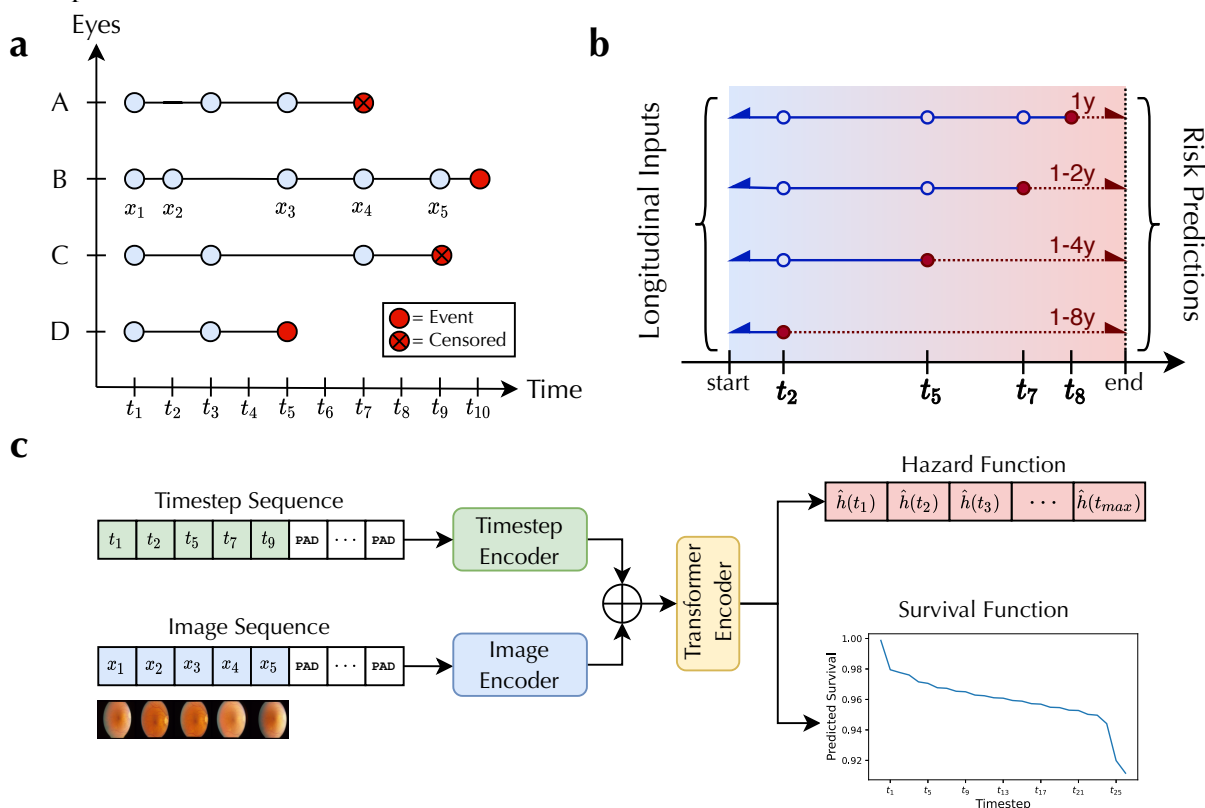 a
Eyes
A
B
x1 x2 x3 x4 x5
C
D
= Event
= Censored
t1 t2 t3 t4 t5 t6 t7 t8 t9 t10
Time
b
Longitudinal Inputs
1y
1-2y
1-4y
1-8y
Risk Predictions
start t2 t5 t7 t8 end
c
Timestep Sequence
t1 t2 t5 t7 t9 PAD ··· PAD
Timestep
Encoder
Image Sequence
x1 x2 x3 x4 x5 PAD ··· PAD
Image
Encoder
Transformer
Encoder
Hazard Function
ĥ(t1) ĥ(t2) ĥ(t3) ··· ĥ(tmax)
Survival Function
Predicted Survival
1.00
0.98
0.96
0.94
0.92
t1 t5 t9 t13 t17 t21 t25
Timestep